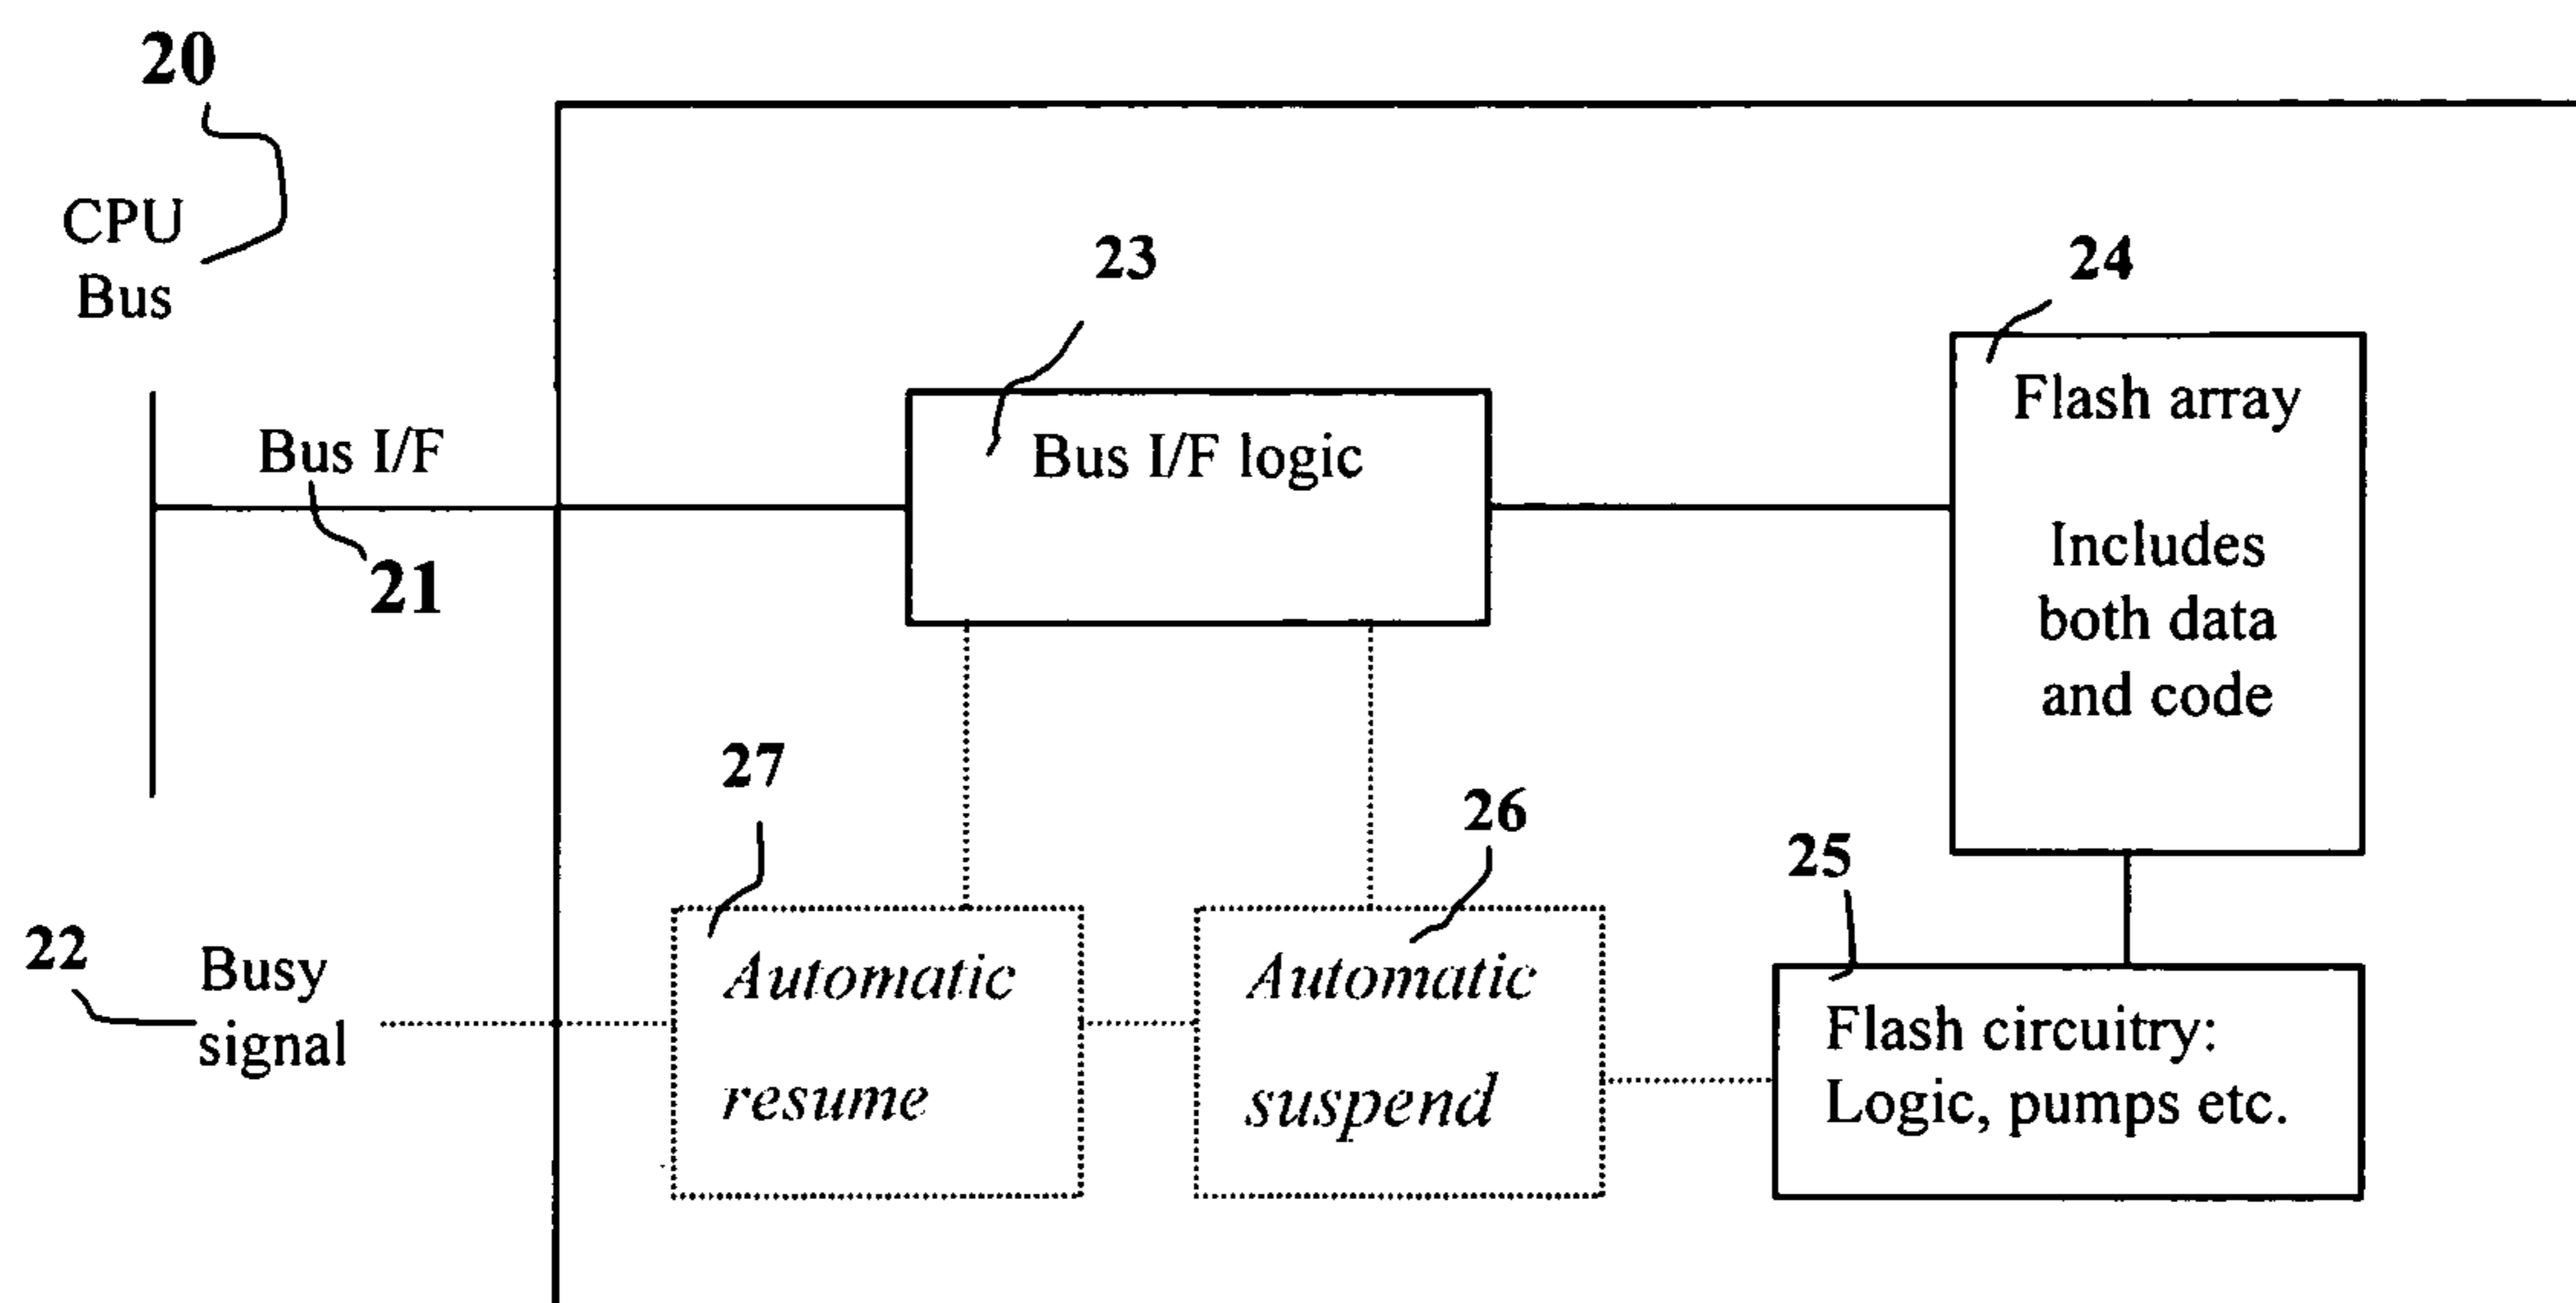 20
CPU
Bus
Bus I/F
21
22
Busy
signal
23
Bus I/F logic
24
Flash array
Includes
both data
and code
27
Automatic
resume
26
Automatic
suspend
25
Flash circuitry:
Logic, pumps etc.